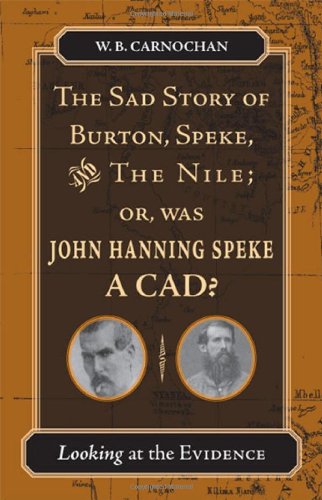 W. B. CARNOCHAN
THE SAD STORY OF
BURTON, SPEKE,
AND THE NILE;
OR, WAS
JOHN HANNING SPEKE
A CAD?
Looking at the EVIDENCE